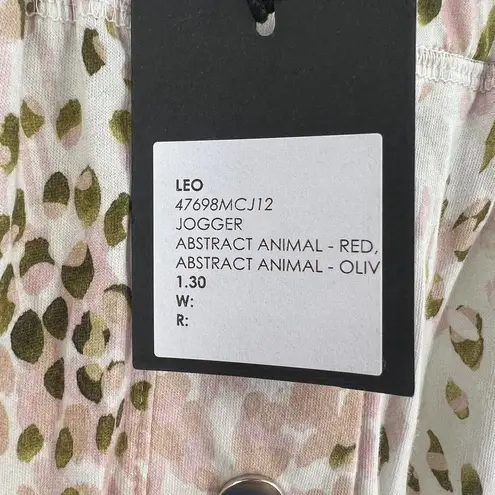 LEO
47698MCJ12
JOGGER
ABSTRACT ANIMAL - RED,
ABSTRACT ANIMAL - OLIV
1.30
W:
R: